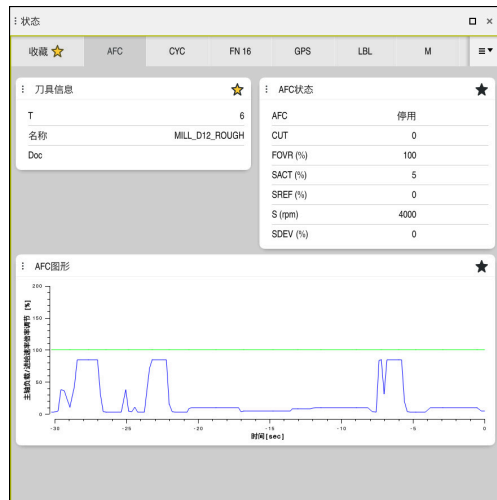 状态
收藏 AFC CYC FN 16 GPS LBL M
刀具信息
T 6
名称 MILL_D12_ROUGH
Doc
AFC状态
AFC 停用
CUT 0
FOVR (%) 100
SACT (%) 5
SREF (%) 0
S (rpm) 4000
SDEV (%) 0
AFC图形
主轴负载/进给速率倍率调节 [%]
200
150
100
50
0
-30 -25 -20 -15 -10 -5 0
时间[sec]